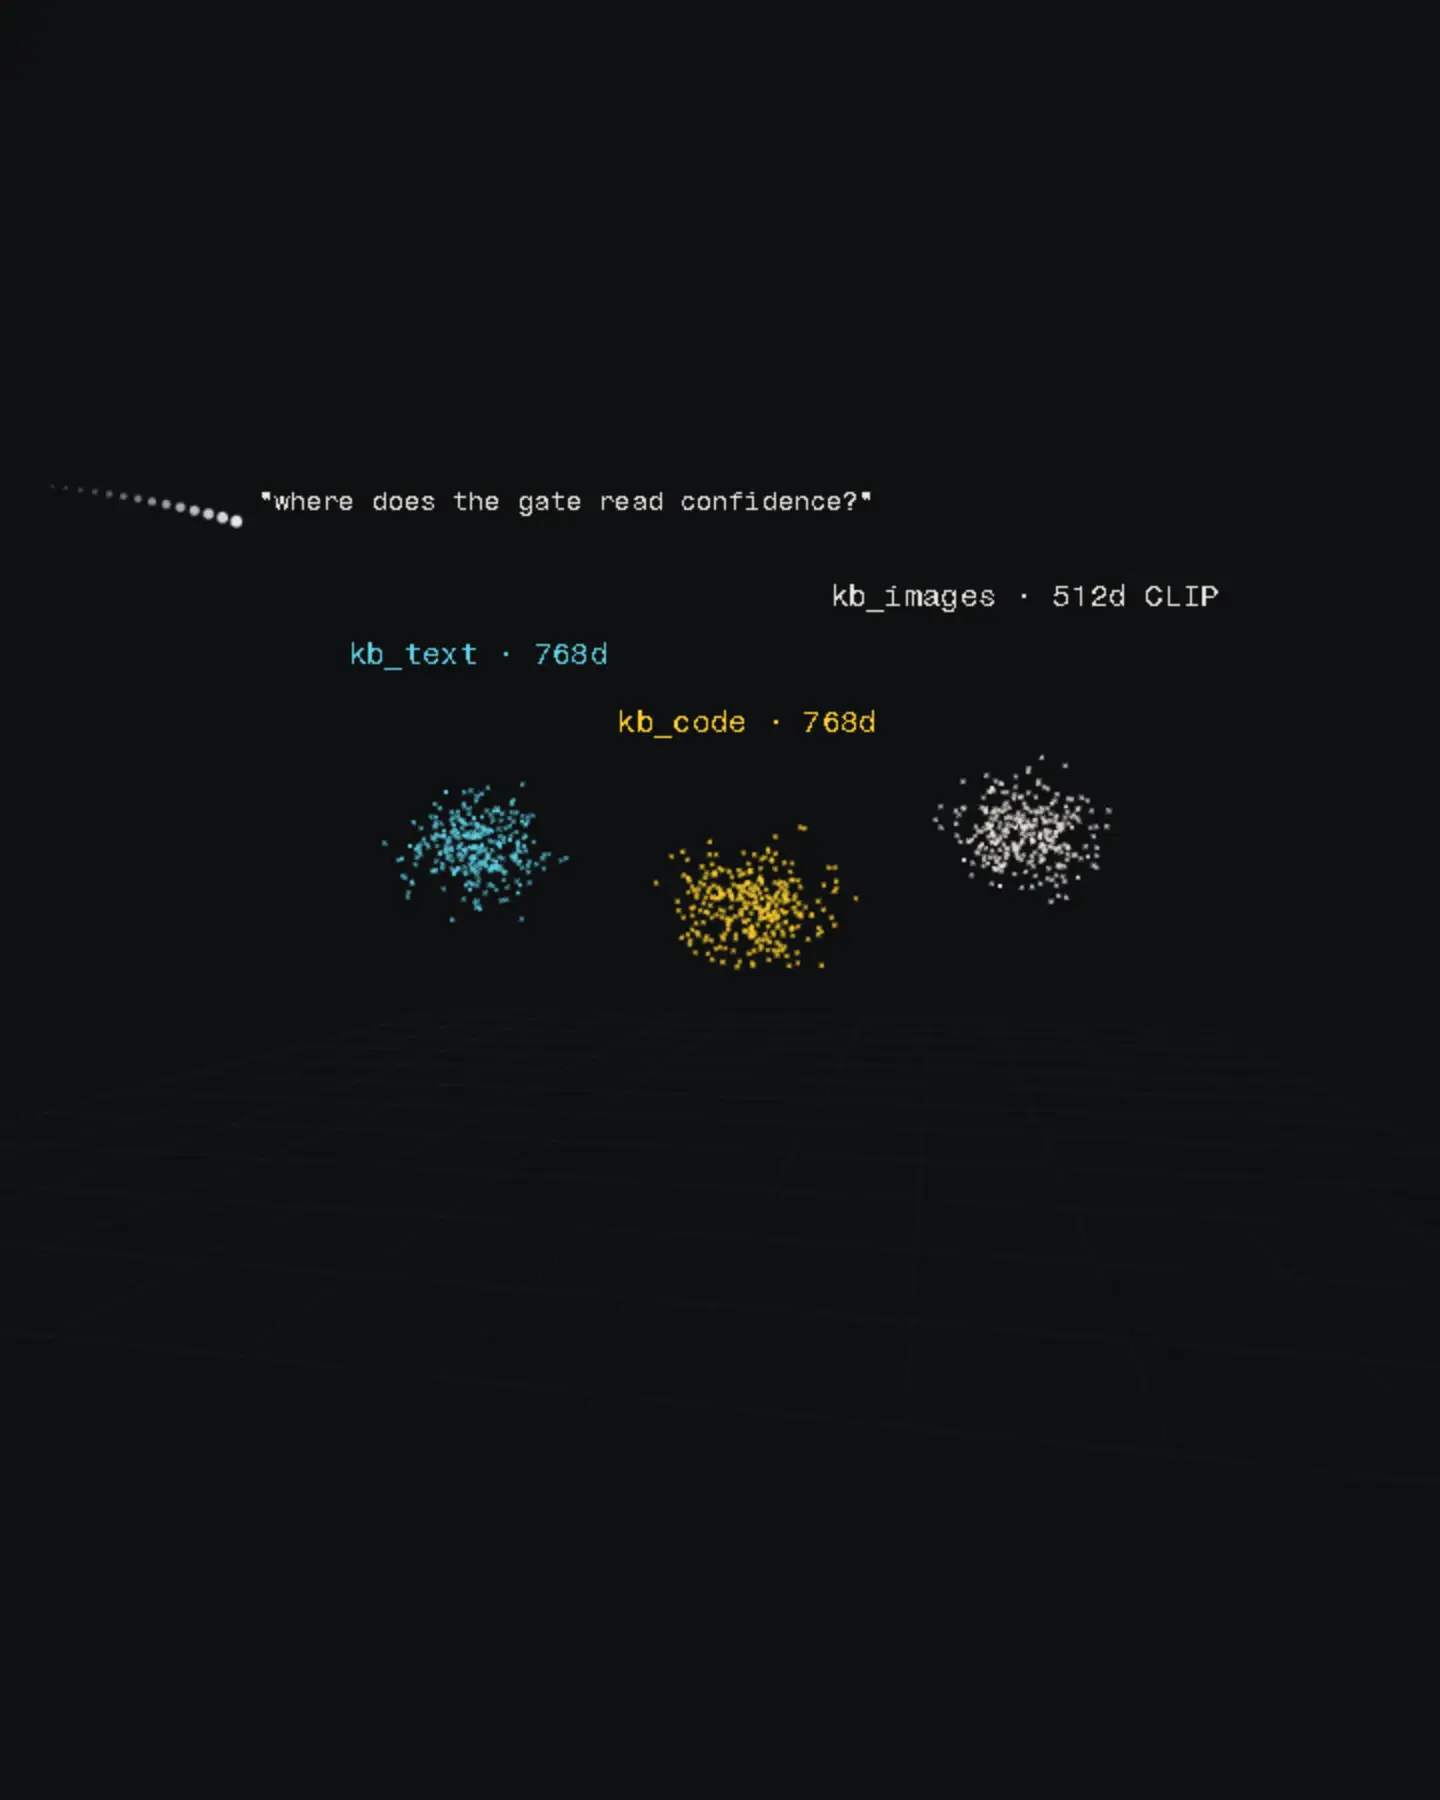 "where does the gate read confidence?"
kb_images · 512d CLIP
kb_text · 768d
kb_code · 768d